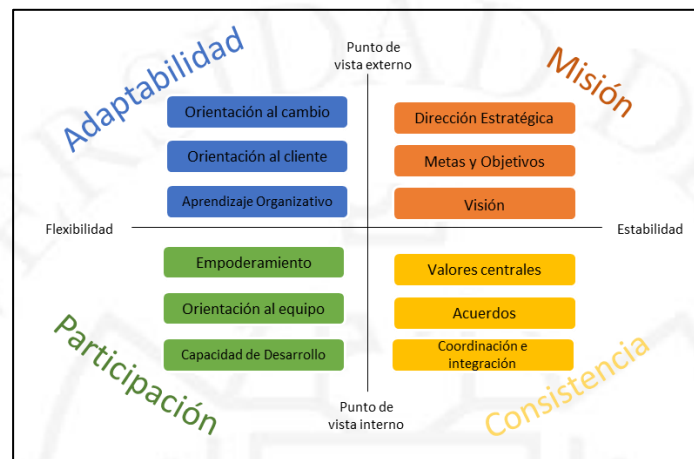 Adaptabilidad
Punto de
vista externo
Misión
Orientación al cambio
Orientación al cliente
Aprendizaje Organizativo
Dirección Estratégica
Metas y Objetivos
Visión
Flexibilidad
Estabilidad
Empoderamiento
Orientación al equipo
Capacidad de Desarrollo
Valores centrales
Acuerdos
Coordinación e
integración
Participación
Punto de
vista interno
Consistencia